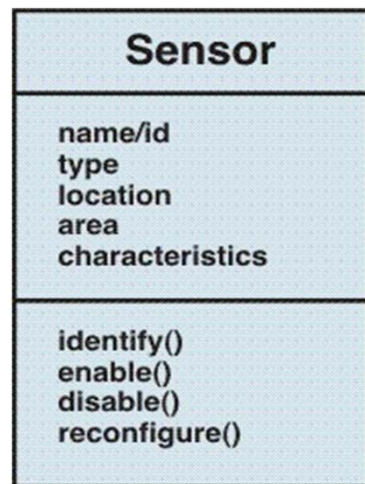 Sensor
name/id
type
location
area
characteristics
identify()
enable()
disable()
reconfigure()